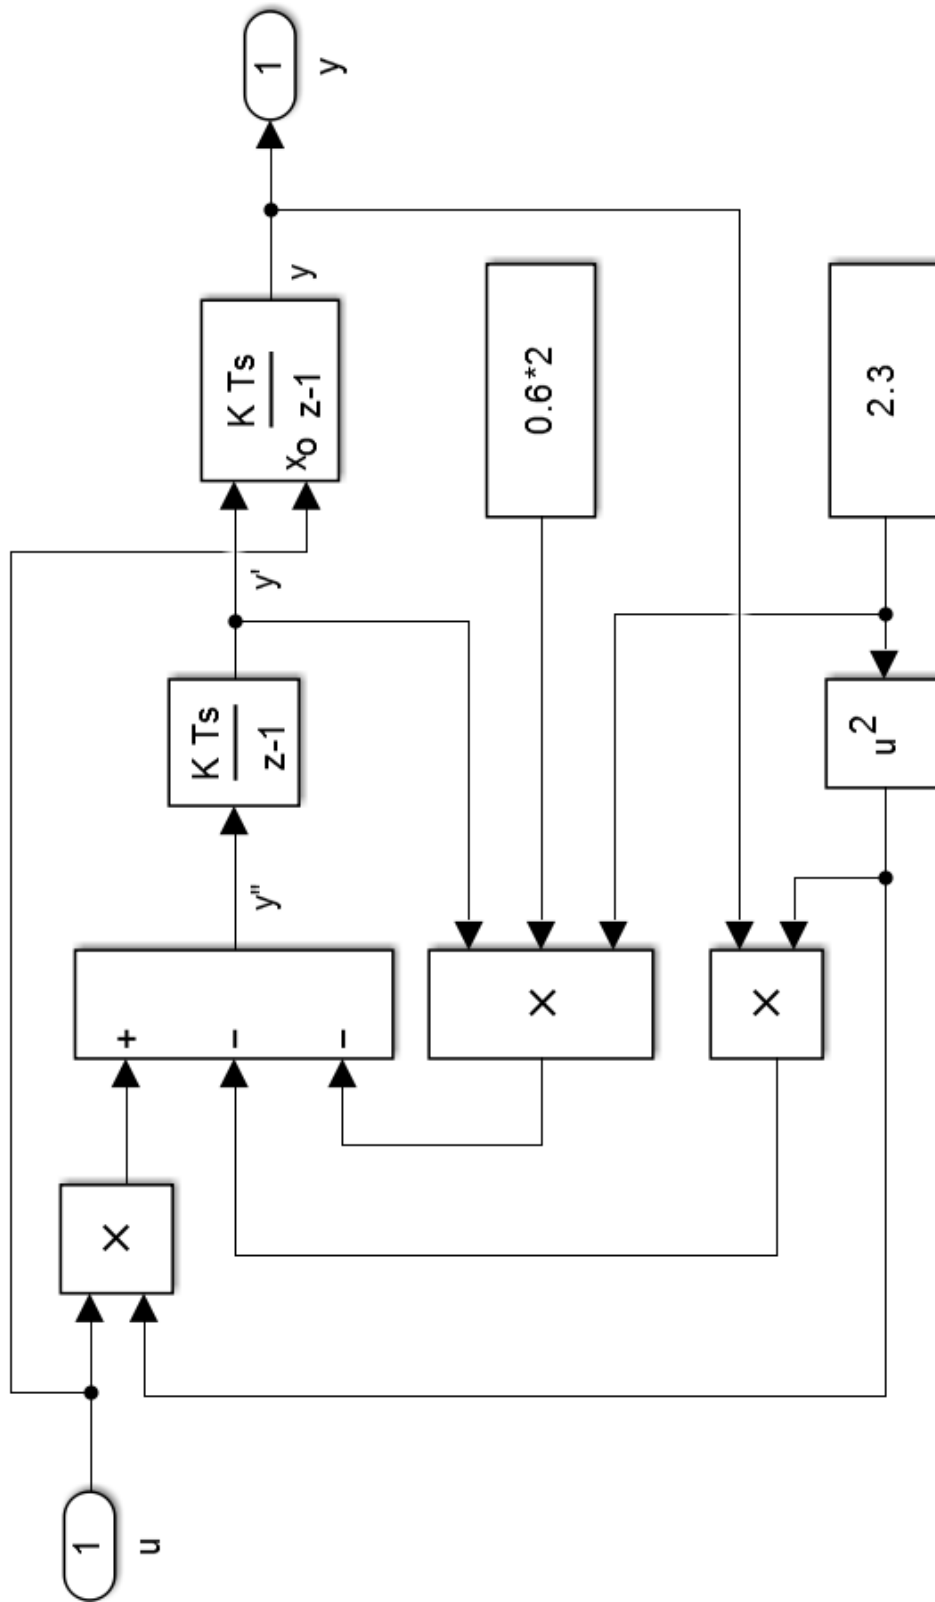 1
u
×
+
−
−
y''
K Ts
z-1
y'
K Ts
x₀ z-1
y
1
y
0.6*2
×
×
2.3
u²